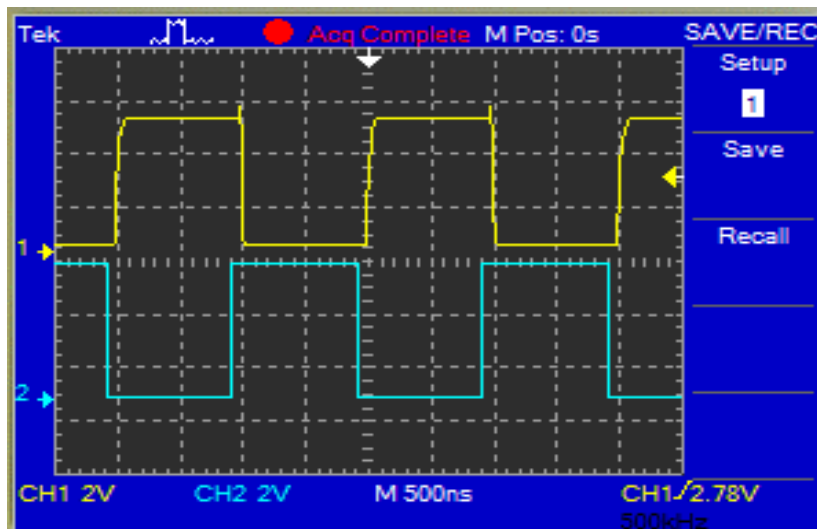 Tek Acq Complete M Pos: 0s SAVE/REC
Setup
1
Save
1
Recall
2
CH1 2V CH2 2V M 500ns CH1/2.78V
500kHz